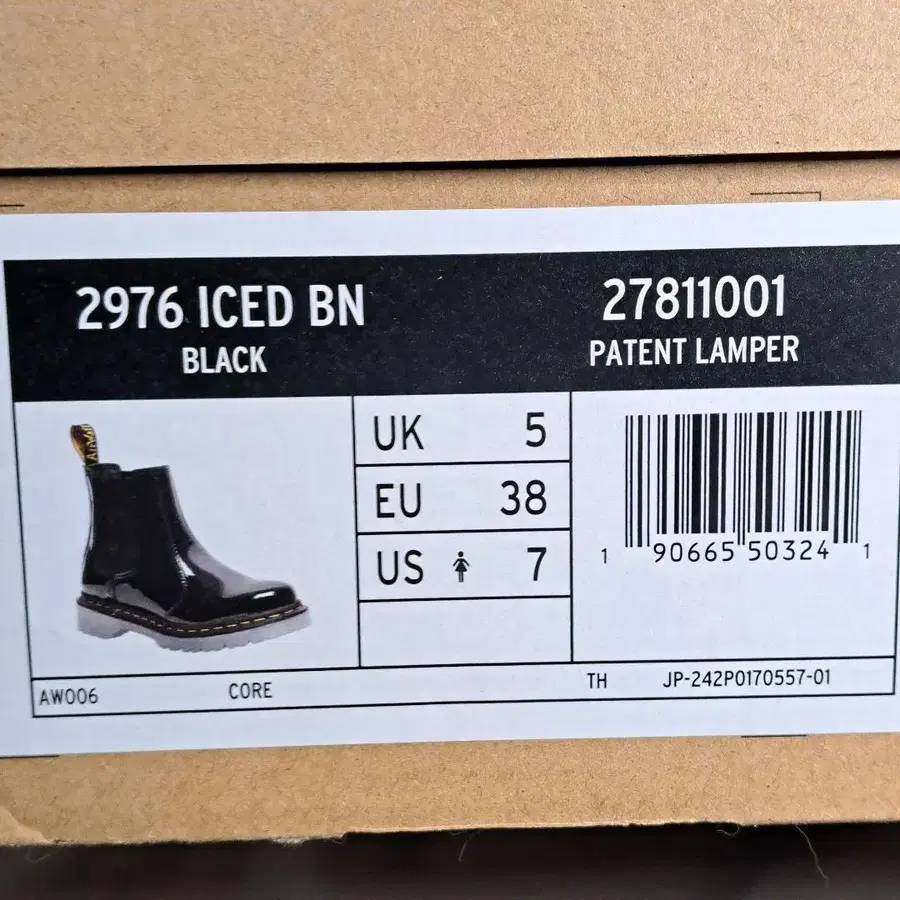 2976 ICED BN
BLACK
27811001
PATENT LAMPER
UK 5
EU 38
US 7
1 90665 50324 1
AW006
CORE
TH
JP-242P0170557-01